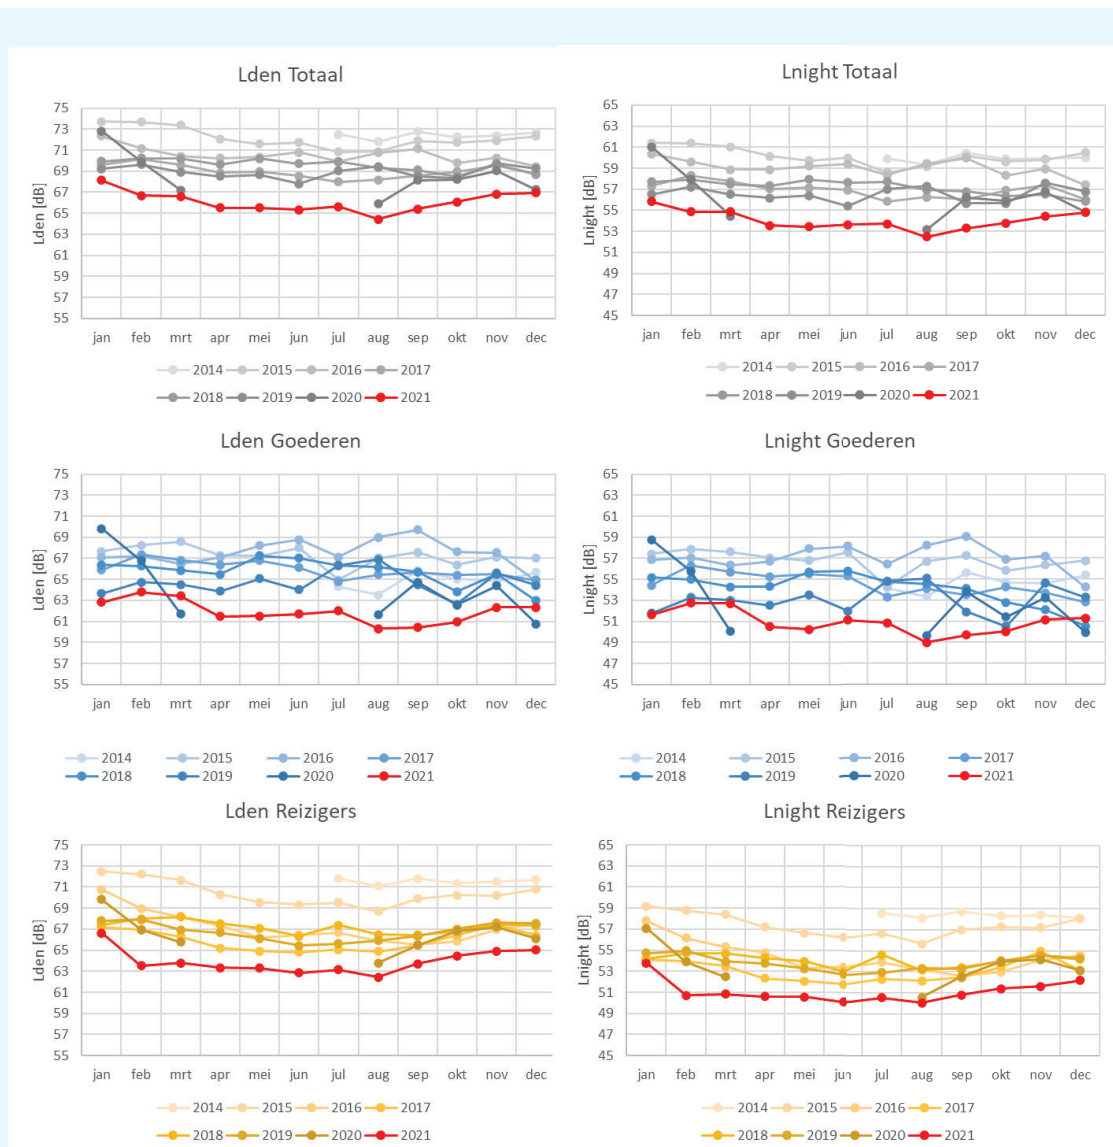 Lden Totaal
Lden [dB]
75
73
71
69
67
65
63
61
59
57
55
jan feb mrt apr mei jun jul aug sep okt nov dec
2014 2015 2016 2017
2018 2019 2020 2021
Lnight Totaal
Lnight [dB]
65
63
61
59
57
55
53
51
49
47
45
jan feb mrt apr mei jun jul aug sep okt nov dec
2014 2015 2016 2017
2018 2019 2020 2021
Lden Goederen
Lden [dB]
75
73
71
69
67
65
63
61
59
57
55
jan feb mrt apr mei jun jul aug sep okt nov dec
2014 2015 2016 2017
2018 2019 2020 2021
Lnight Goederen
Lnight [dB]
65
63
61
59
57
55
53
51
49
47
45
jan feb mrt apr mei jun jul aug sep okt nov dec
2014 2015 2016 2017
2018 2019 2020 2021
Lden Reizigers
Lden [dB]
75
73
71
69
67
65
63
61
59
57
55
jan feb mrt apr mei jun jul aug sep okt nov dec
2014 2015 2016 2017
2018 2019 2020 2021
Lnight Reizigers
Lnight [dB]
65
63
61
59
57
55
53
51
49
47
45
jan feb mrt apr mei jun jul aug sep okt nov dec
2014 2015 2016 2017
2018 2019 2020 2021